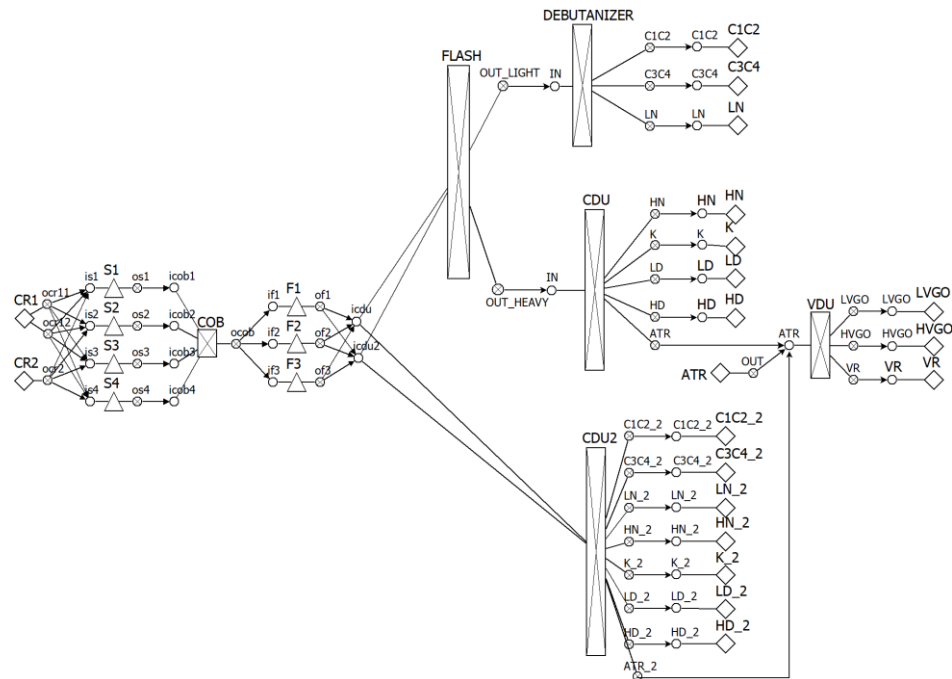 DEBUTANIZER
C1C2 C1C2 C1C2
FLASH
OUT_LIGHT IN C3C4 C3C4 C3C4
LN LN LN
CDU
HN HN HN
K K K
IN LD LD LD
OUT_HEAVY
HD HD HD
ATR
ATR
OUT
ATR
VDU
LVGO LVGO LVGO
HVGO HVGO HVGO
VR VR VR
CR1
CR2
ocr11
ocr12
ocr2
is1 S1 os1 icob1
is2 S2 os2 icob2
is3 S3 os3 icob3
is4 S4 os4 icob4
COB
ocob
if1 F1 of1
if2 F2 of2
if3 F3 of3
icdu
icdu2
CDU2
C1C2_2 C1C2_2 C1C2_2
C3C4_2 C3C4_2 C3C4_2
LN_2 LN_2 LN_2
HN_2 HN_2 HN_2
K_2 K_2 K_2
LD_2 LD_2 LD_2
HD_2 HD_2 HD_2
ATR_2